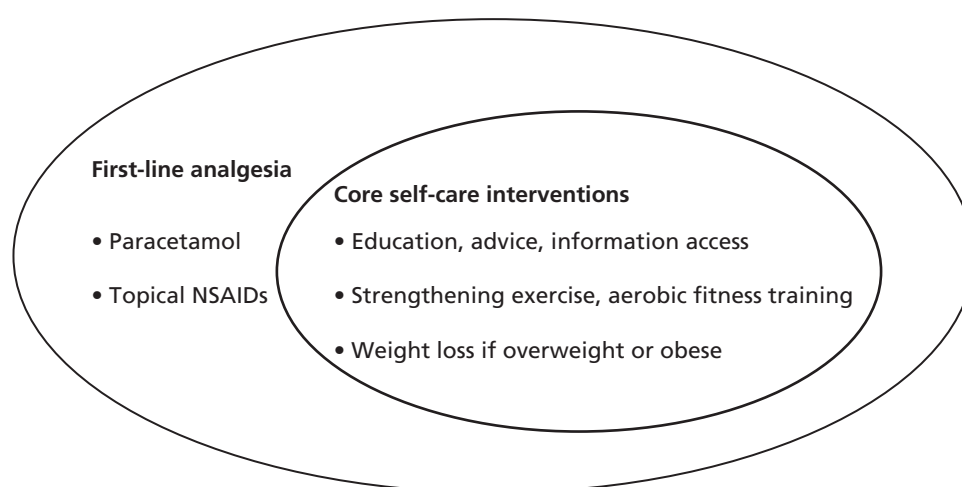 First-line analgesia
• Paracetamol
• Topical NSAIDs
Core self-care interventions
• Education, advice, information access
• Strengthening exercise, aerobic fitness training
• Weight loss if overweight or obese